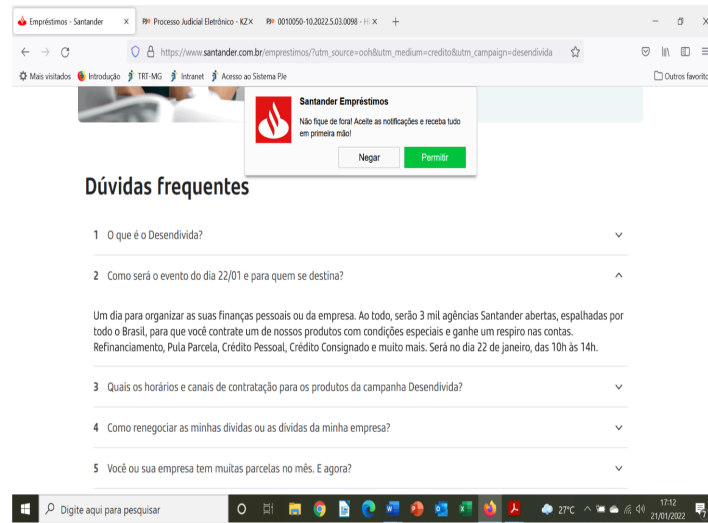 Empréstimos - Santander
Processo Judicial Eletrônico - KZ
0010050-10.2022.5.03.0098 - H
https://www.santander.com.br/emprestimos/?utm_source=ooh&utm_medium=credito&utm_campaign=desendivida
Mais visitados
Introdução
TRT-MG
Intranet
Acesso ao Sistema PJe
Outros favorito
Santander Empréstimos
Não fique de fora! Aceite as notificações e receba tudo
em primeira mão!
Negar
Permitir
Dúvidas frequentes
1 O que é o Desendivida?
2 Como será o evento do dia 22/01 e para quem se destina?
Um dia para organizar as suas finanças pessoais ou da empresa. Ao todo, serão 3 mil agências Santander abertas, espalhadas por
todo o Brasil, para que você contrate um de nossos produtos com condições especiais e ganhe um respiro nas contas.
Refinanciamento, Pula Parcela, Crédito Pessoal, Crédito Consignado e muito mais. Será no dia 22 de janeiro, das 10h às 14h.
3 Quais os horários e canais de contratação para os produtos da campanha Desendivida?
4 Como renegociar as minhas dívidas ou as dívidas da minha empresa?
5 Você ou sua empresa tem muitas parcelas no mês. E agora?
Digite aqui para pesquisar
27°C
17:12
21/01/2022